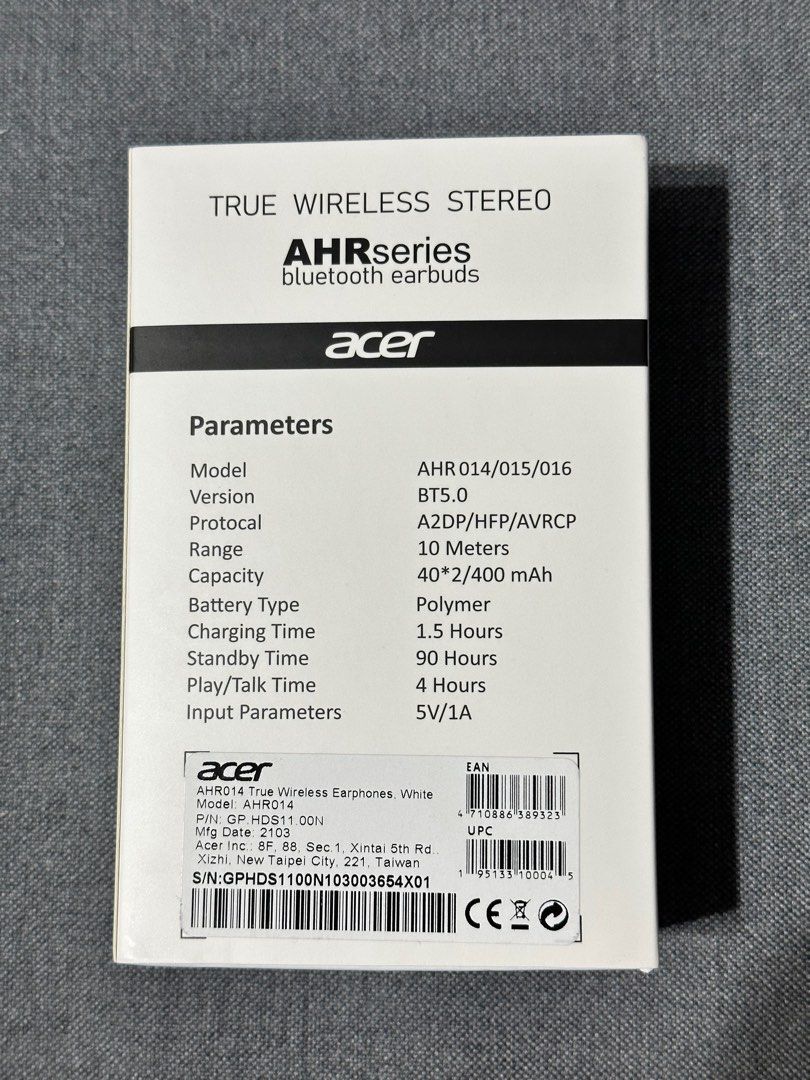 TRUE WIRELESS STEREO
AHRseries
bluetooth earbuds
acer
Parameters
Model AHR 014/015/016
Version BT5.0
Protocal A2DP/HFP/AVRCP
Range 10 Meters
Capacity 40*2/400 mAh
Battery Type Polymer
Charging Time 1.5 Hours
Standby Time 90 Hours
Play/Talk Time 4 Hours
Input Parameters 5V/1A
acer
AHR014 True Wireless Earphones, White
Model: AHR014
P/N: GP.HDS11.00N
Mfg Date: 2103
Acer Inc.: 8F, 88, Sec.1, Xintai 5th Rd.,
Xizhi, New Taipei City, 221, Taiwan
S/N:GPHDS1100N103003654X01
EAN
4 710886 389323
UPC
1 95133 10004 5
CE